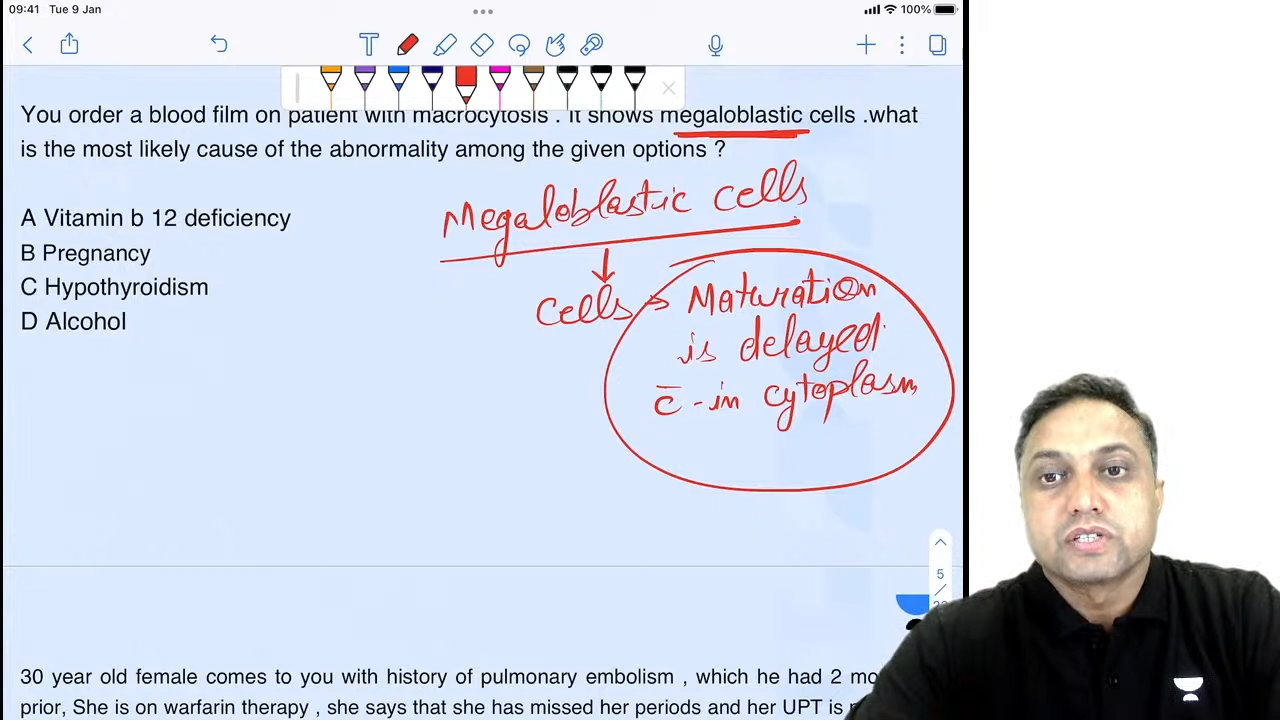 09:41 Tue 9 Jan
100%
T
You order a blood film on patient with macrocytosis . It shows megaloblastic cells .what
is the most likely cause of the abnormality among the given options ?
Megaloblastic cells
A Vitamin b 12 deficiency
B Pregnancy
C Hypothyroidism
D Alcohol
Cells → Maturation
is delayed
c̄ - in cytoplasm
5
/
30 year old female comes to you with history of pulmonary embolism , which he had 2 mo
prior, She is on warfarin therapy , she says that she has missed her periods and her UPT is